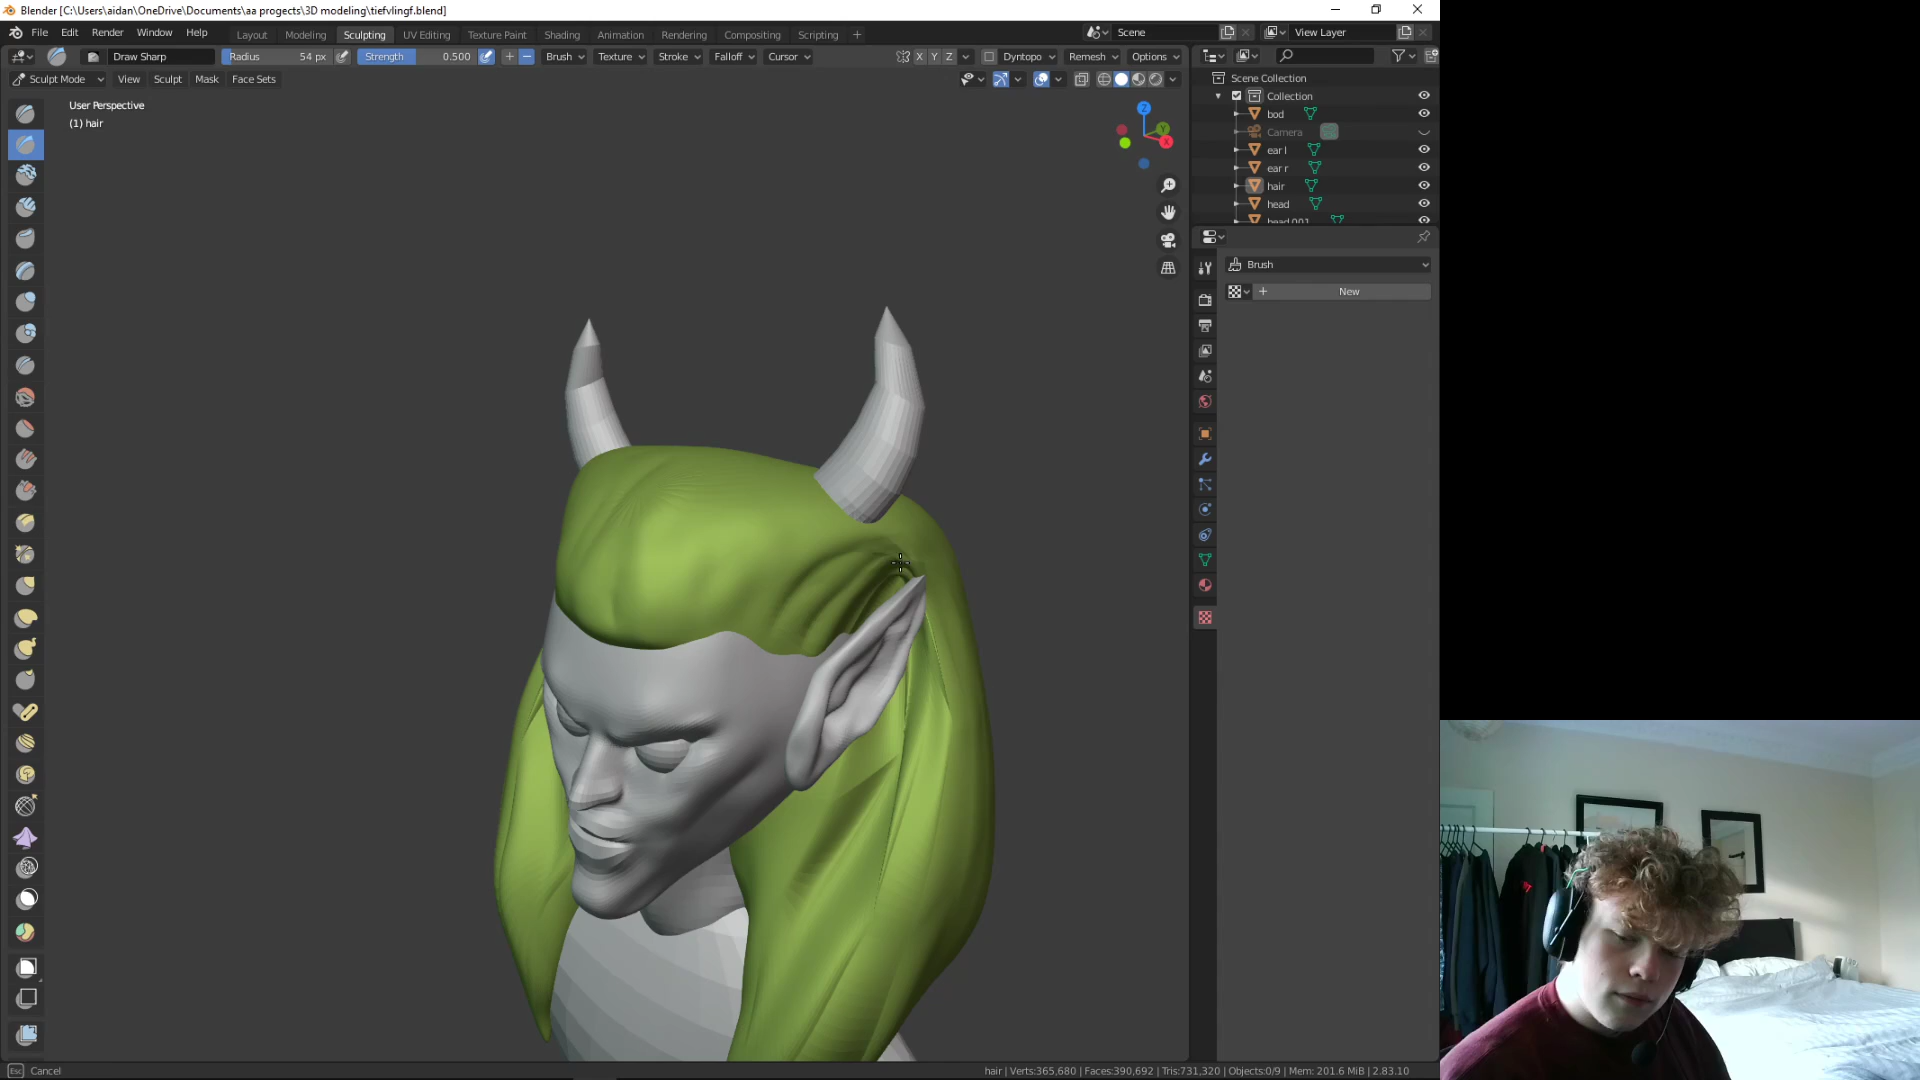 Blender [C:\Users\aidan\OneDrive\Documents\aa progects\3D modeling\tiefvlingf.blend]
File Edit Render Window Help Layout Modeling Sculpting UV Editing Texture Paint Shading Animation Rendering Compositing Scripting + Scene View Layer
Draw Sharp Radius 54 px Strength 0.500 Brush Texture Stroke Falloff Cursor X Y Z Dyntopo Remesh Options
Sculpt Mode View Sculpt Mask Face Sets
Scene Collection
Collection
bod
Camera
ear l
ear r
hair
head
head.001
User Perspective
(1) hair
Z
Y
X
Brush
+ New
Esc Cancel
hair | Verts:365,680 | Faces:390,692 | Tris:731,320 | Objects:0/9 | Mem: 201.6 MiB | 2.83.10